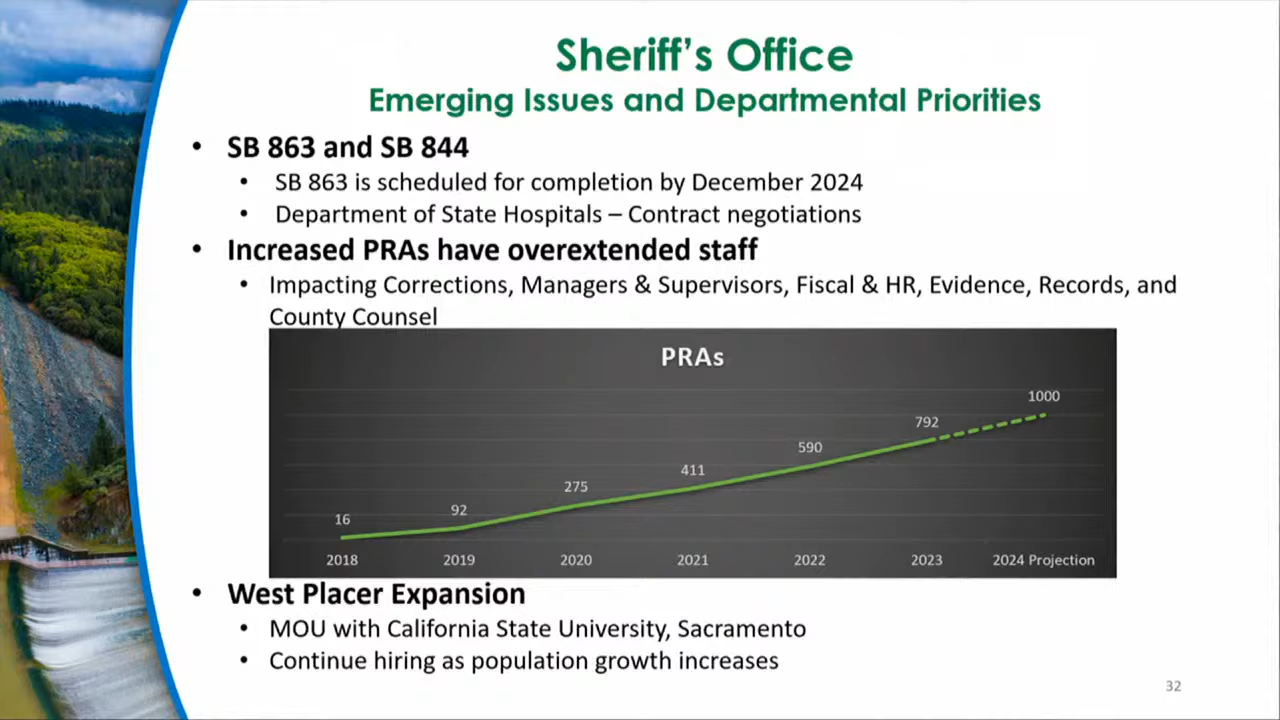 Sheriff's Office
Emerging Issues and Departmental Priorities
• SB 863 and SB 844
• SB 863 is scheduled for completion by December 2024
• Department of State Hospitals – Contract negotiations
• Increased PRAs have overextended staff
• Impacting Corrections, Managers & Supervisors, Fiscal & HR, Evidence, Records, and
County Counsel
PRAs
16
92
275
411
590
792
1000
2018 2019 2020 2021 2022 2023 2024 Projection
• West Placer Expansion
• MOU with California State University, Sacramento
• Continue hiring as population growth increases
32